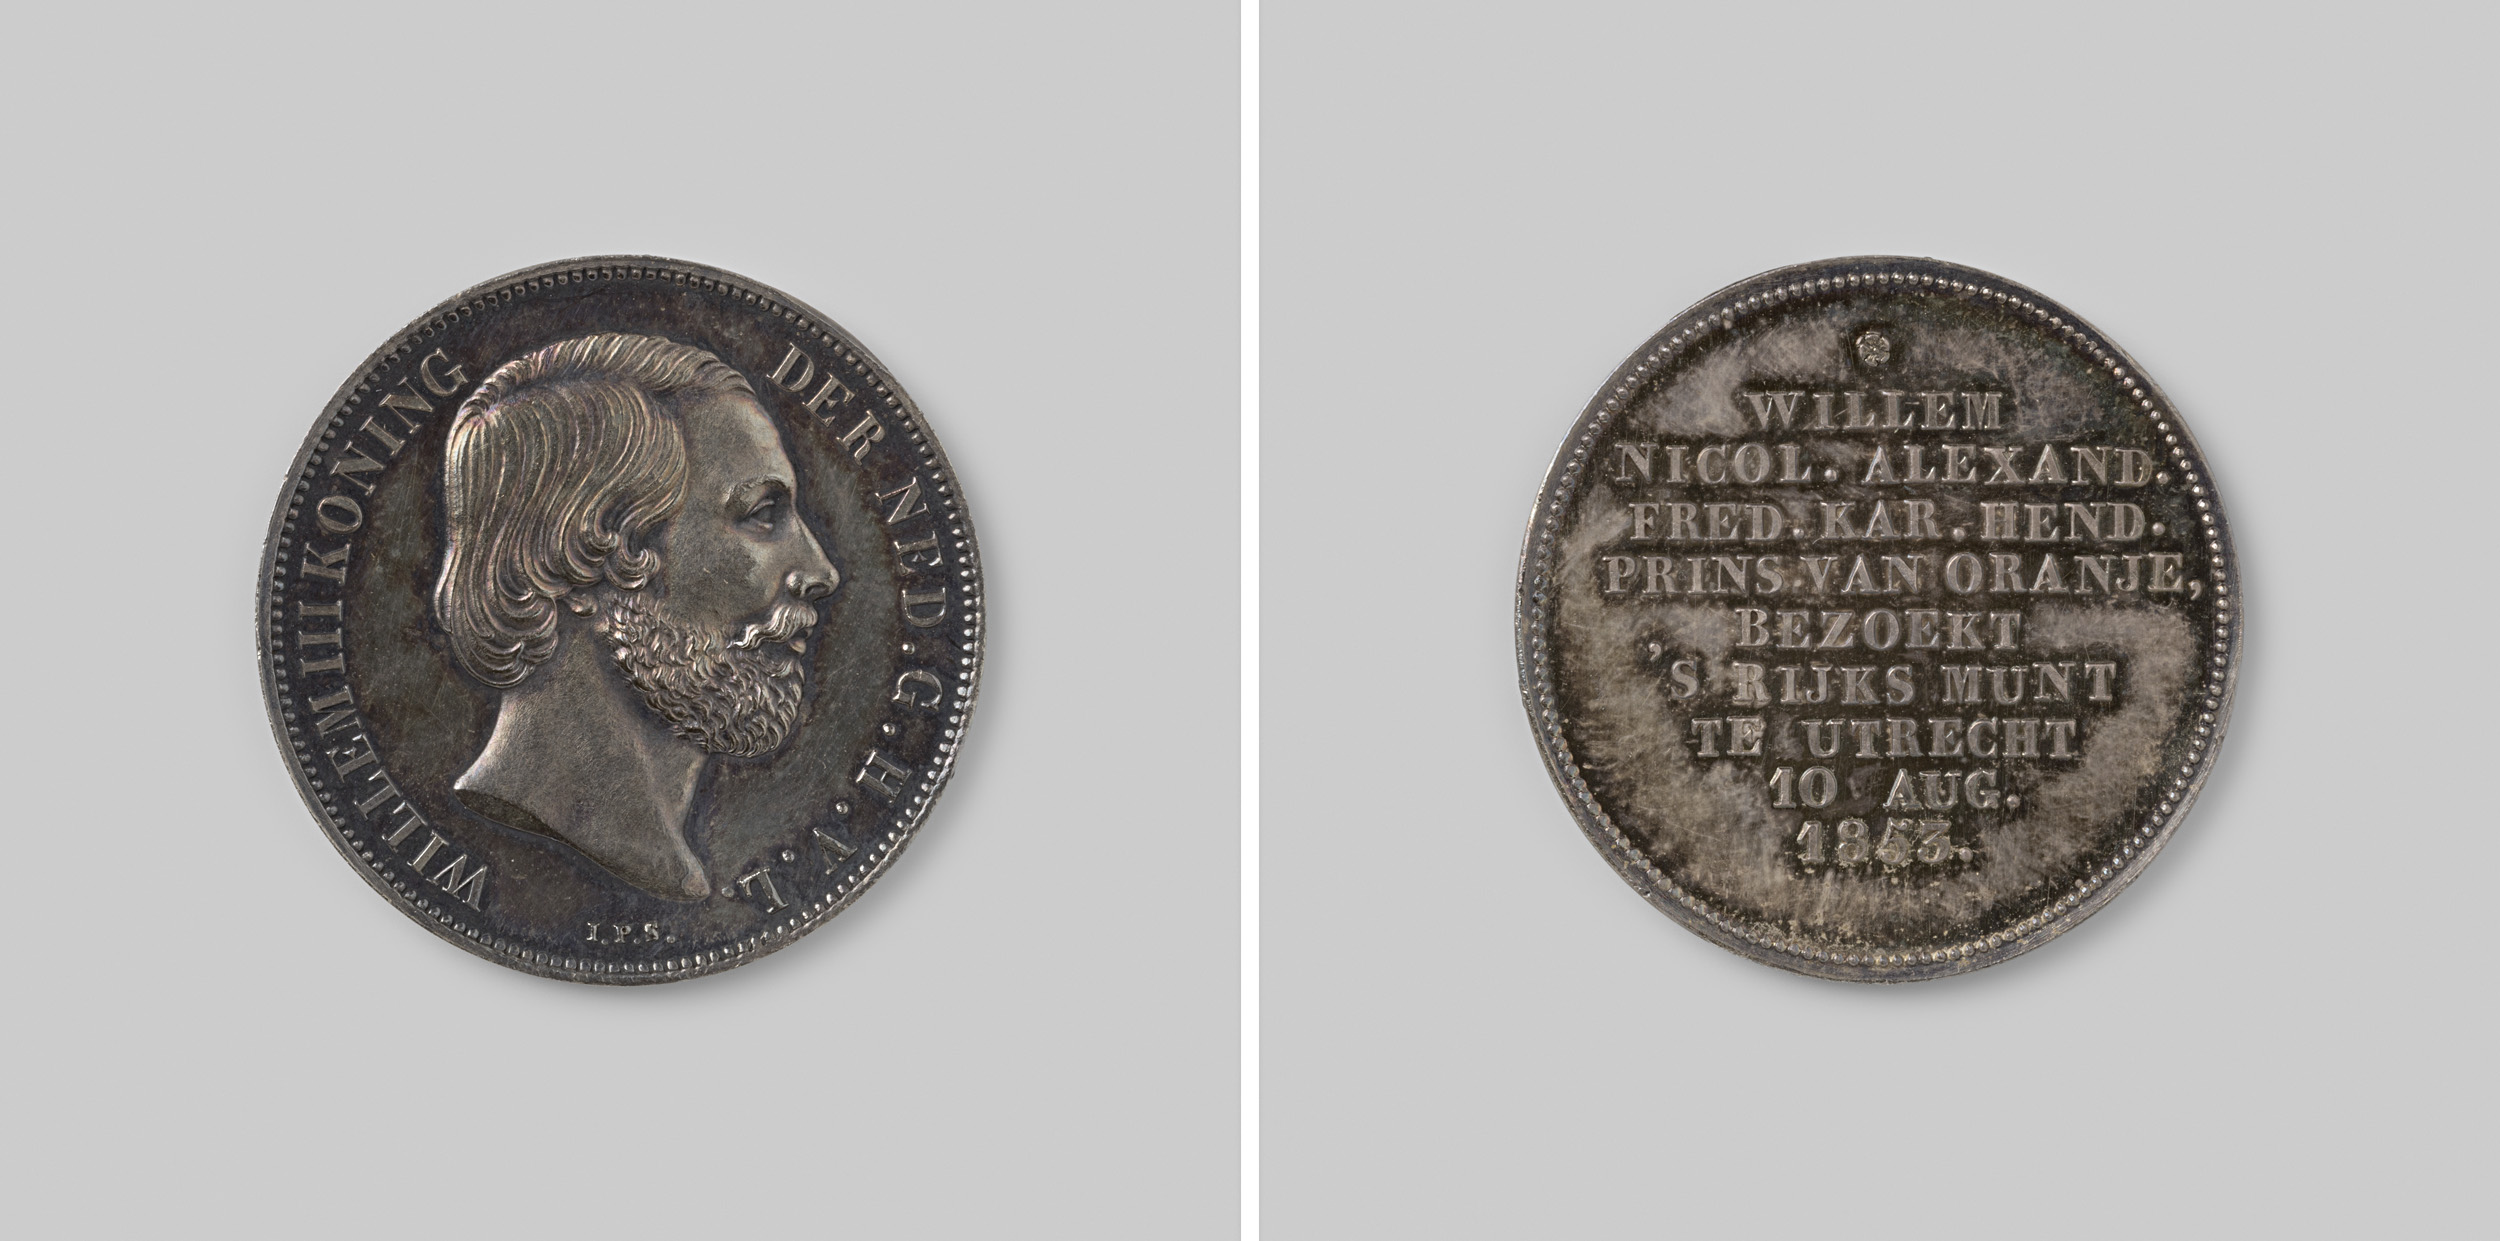 WILLEM III KONING DER NED. G. H. V. L.
I.P.S.
WILLEM
NICOL. ALEXAND.
FRED. KAR. HEND.
PRINS VAN ORANJE,
BEZOEKT
'S RIJKS MUNT
TE UTRECHT
10 AUG.
1853.